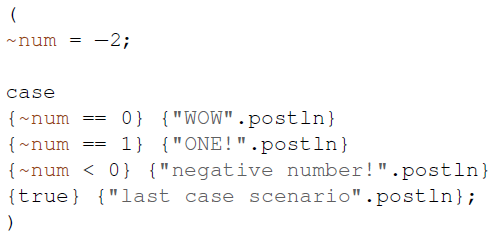 (
~num = −2;
case
{~num == 0} {"WOW".postln}
{~num == 1} {"ONE!".postln}
{~num < 0} {"negative number!".postln}
{true} {"last case scenario".postln};
)